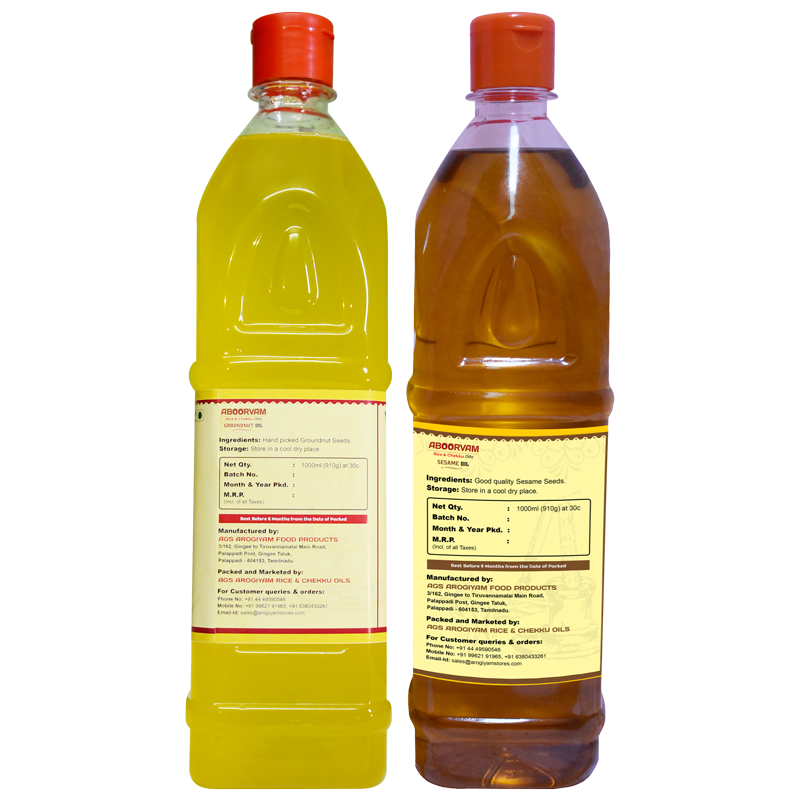 ABOORVAM
Rice & Chekku Oils
GROUNDNUT OIL
Ingredients: Hand picked Groundnut Seeds.
Storage: Store in a cool dry place.
Net Qty. : 1000ml (910g) at 30c
Batch No. :
Month & Year Pkd. :
M.R.P. :
(Incl. of all Taxes)
Best Before 6 Months from the Date of Packed
Manufactured by:
AGS AROGIYAM FOOD PRODUCTS
3/162, Gingee to Tiruvannamalai Main Road,
Palappadi Post, Gingee Taluk,
Palappadi - 604153, Tamilnadu.
Packed and Marketed by:
AGS AROGIYAM RICE & CHEKKU OILS
For Customer queries & orders:
Phone No: +91 44 49590546
Mobile No: +91 99621 91965, +91 6380433261
Email-Id: sales@arogiyamstores.com
ABOORVAM
Rice & Chekku Oils
SESAME OIL
Ingredients: Good quality Sesame Seeds.
Storage: Store in a cool dry place.
Net Qty. : 1000ml (910g) at 30c
Batch No. :
Month & Year Pkd. :
M.R.P. :
(Incl. of all Taxes)
Best Before 6 Months from the Date of Packed
Manufactured by:
AGS AROGIYAM FOOD PRODUCTS
3/162, Gingee to Tiruvannamalai Main Road,
Palappadi Post, Gingee Taluk,
Palappadi - 604153, Tamilnadu.
Packed and Marketed by:
AGS AROGIYAM RICE & CHEKKU OILS
For Customer queries & orders:
Phone No: +91 44 49590546
Mobile No: +91 99621 91965, +91 6380433261
Email-Id: sales@arogiyamstores.com